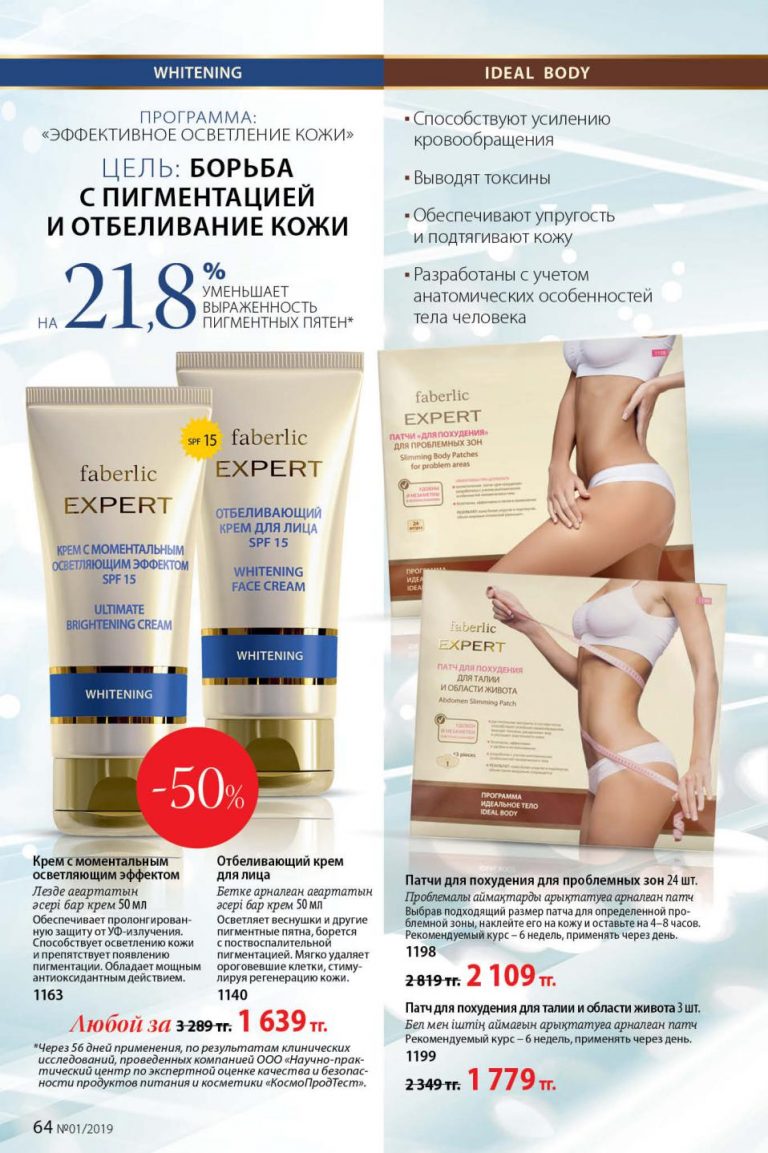 WHITENING
ПРОГРАММА:
«ЭФФЕКТИВНОЕ ОСВЕТЛЕНИЕ КОЖИ»
ЦЕЛЬ: БОРЬБА
С ПИГМЕНТАЦИЕЙ
И ОТБЕЛИВАНИЕ КОЖИ
НА 21,8%
УМЕНЬШАЕТ
ВЫРАЖЕННОСТЬ
ПИГМЕНТНЫХ ПЯТЕН*
faberlic
EXPERT
КРЕМ С МОМЕНТАЛЬНЫМ
ОСВЕТЛЯЮЩИМ ЭФФЕКТОМ
SPF 15
ULTIMATE
BRIGHTENING CREAM
WHITENING
SPF 15
faberlic
EXPERT
ОТБЕЛИВАЮЩИЙ
КРЕМ ДЛЯ ЛИЦА
SPF 15
WHITENING
FACE CREAM
WHITENING
-50%
Крем с моментальным
осветляющим эффектом
Лезде ағартатын
әсері бар крем 50 МЛ
Обеспечивает пролонгирован-
ную защиту от УФ-излучения.
Способствует осветлению кожи
и препятствует появлению
пигментации. Обладает мощным
антиоксидантным действием.
1163
Отбеливающий крем
для лица
Бетке арналған ағартатын
әсері бар крем 50 МЛ
Осветляет веснушки и другие
пигментные пятна, борется
с поствоспалительной
пигментацией. Мягко удаляет
ороговевшие клетки, стиму-
лируя регенерацию кожи.
1140
Любой за 3 289 тг. 1 639 тг.
*Через 56 дней применения, по результатам клинических
исследований, проведенных компанией ООО «Научно-прак-
тический центр по экспертной оценке качества и безопас-
ности продуктов питания и косметики «КосмоПродТест».
64 №01/2019
IDEAL BODY
▪ Способствуют усилению
кровообращения
▪ Выводят токсины
▪ Обеспечивают упругость
и подтягивают кожу
▪ Разработаны с учетом
анатомических особенностей
тела человека
1198
faberlic
EXPERT
ПАТЧИ «ДЛЯ ПОХУДЕНИЯ»
ДЛЯ ПРОБЛЕМНЫХ ЗОН
Slimming Body Patches
for problem areas
faberlic
EXPERT
ПАТЧ ДЛЯ ПОХУДЕНИЯ
ДЛЯ ТАЛИИ
И ОБЛАСТИ ЖИВОТА
Abdomen Slimming Patch
ПРОГРАММА
ИДЕАЛЬНОЕ ТЕЛО
IDEAL BODY
Патчи для похудения для проблемных зон 24 шт.
Проблемалы аймақтарды арықтатуға арналған патч
Выбрав подходящий размер патча для определенной про-
блемной зоны, наклейте его на кожу и оставьте на 4–8 часов.
Рекомендуемый курс – 6 недель, применять через день.
1198
2 819 тг. 2 109 тг.
Патч для похудения для талии и области живота 3 шт.
Бел мен іштің аймағын арықтатуға арналған патч
Рекомендуемый курс – 6 недель, применять через день.
1199
2 349 тг. 1 779 тг.